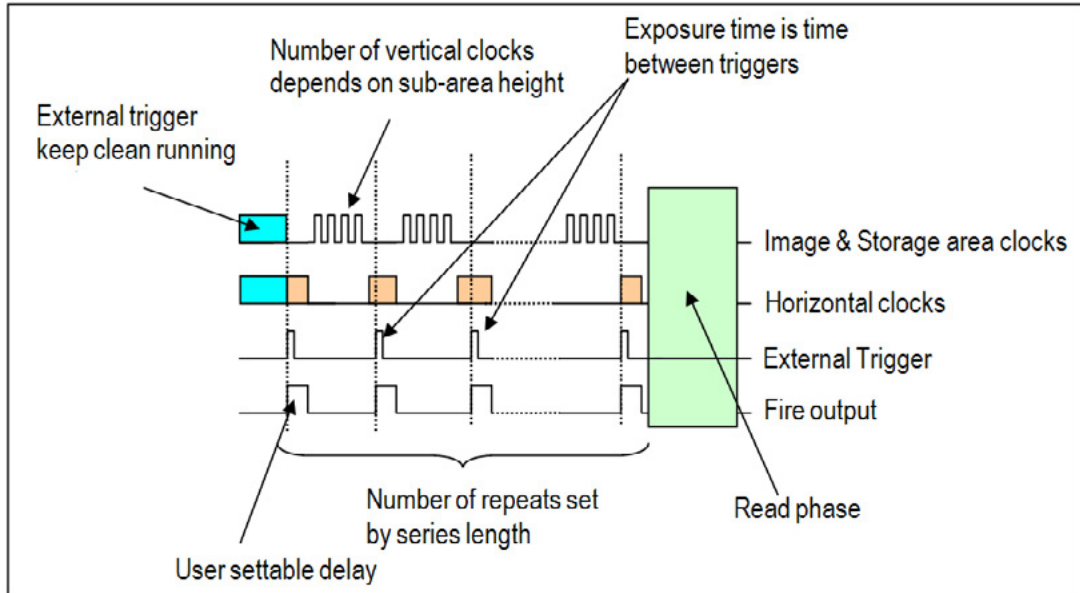 Number of vertical clocks
depends on sub-area height
Exposure time is time
between triggers
External trigger
keep clean running
Image & Storage area clocks
Horizontal clocks
External Trigger
Fire output
Number of repeats set
by series length
Read phase
User settable delay